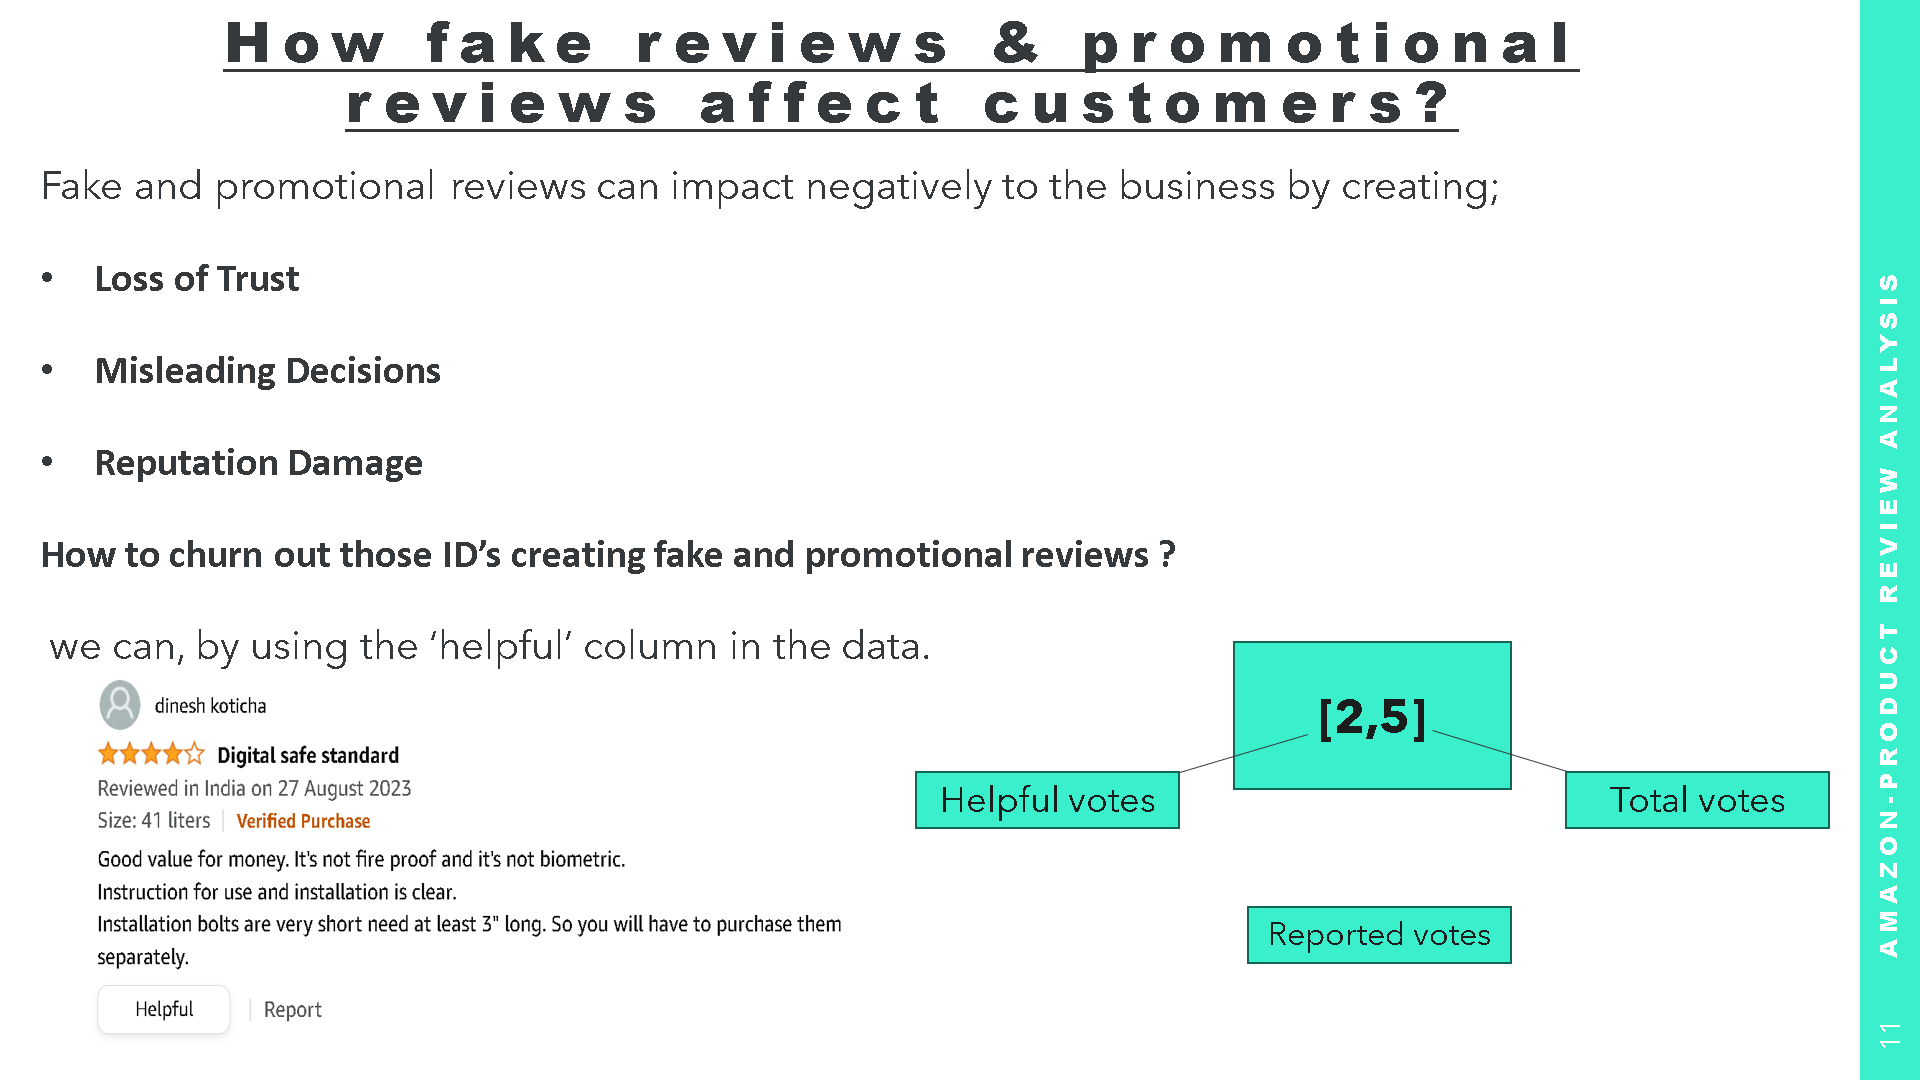 How fake reviews & promotional
reviews affect customers?
Fake and promotional reviews can impact negatively to the business by creating;
• Loss of Trust
• Misleading Decisions
• Reputation Damage
How to churn out those ID’s creating fake and promotional reviews ?
we can, by using the ‘helpful’ column in the data.
dinesh koticha
Digital safe standard
Reviewed in India on 27 August 2023
Size: 41 liters | Verified Purchase
Good value for money. It's not fire proof and it's not biometric.
Instruction for use and installation is clear.
Installation bolts are very short need at least 3" long. So you will have to purchase them
separately.
Helpful | Report
[2,5]
Helpful votes
Total votes
Reported votes
AMAZON-PRODUCT REVIEW ANALYSIS
11